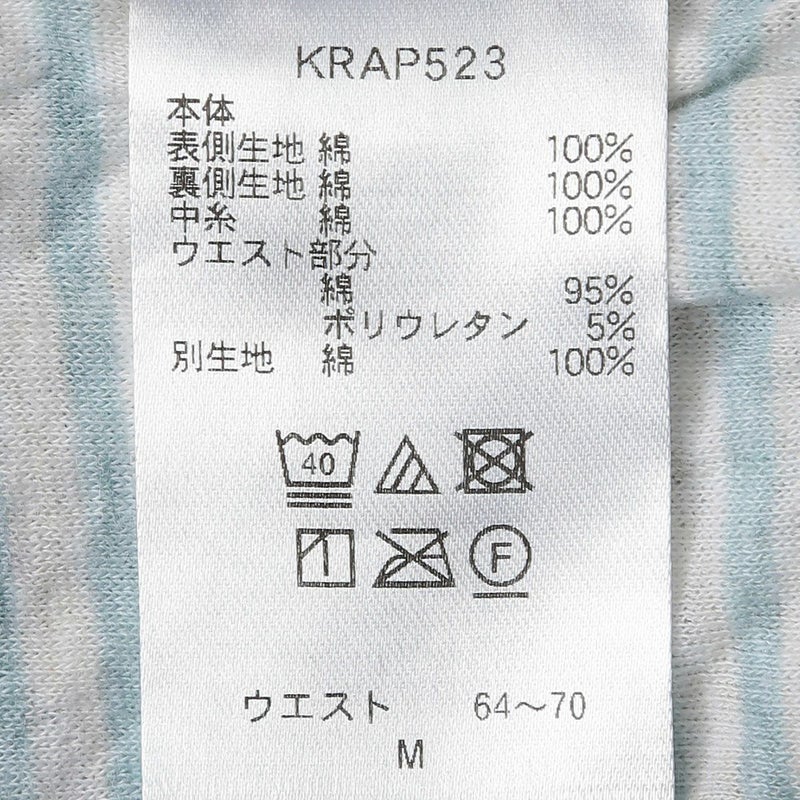 KRAP523
本体
表側生地 綿 100%
裏側生地 綿 100%
中糸 綿 100%
ウエスト部分
綿 95%
ポリウレタン 5%
別生地 綿 100%
40
F
ウエスト 64～70
M